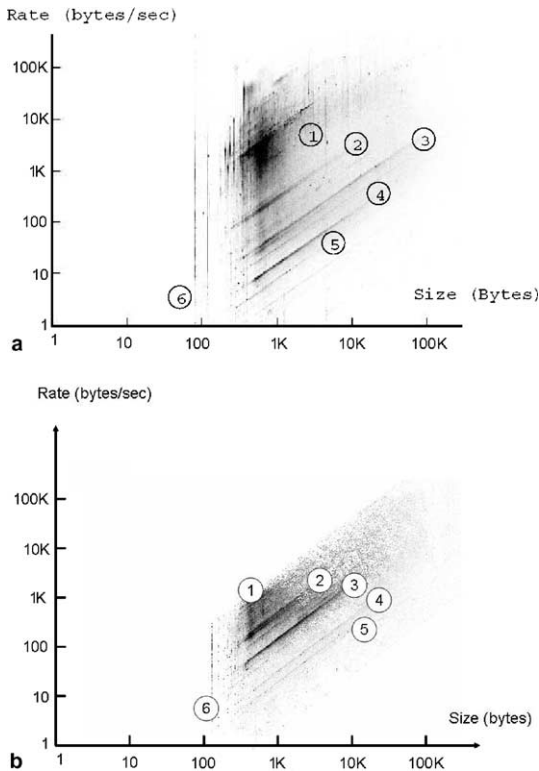 Rate (bytes/sec)
100K
10K
1
2
3
1K
4
100
5
10
6
Size (Bytes)
1
a
1 10 100 1K 10K 100K
Rate (bytes/sec)
100K
10K
1 2 3
1K
4
100
5
10
6
Size (bytes)
1
b
1 10 100 1K 10K 100K